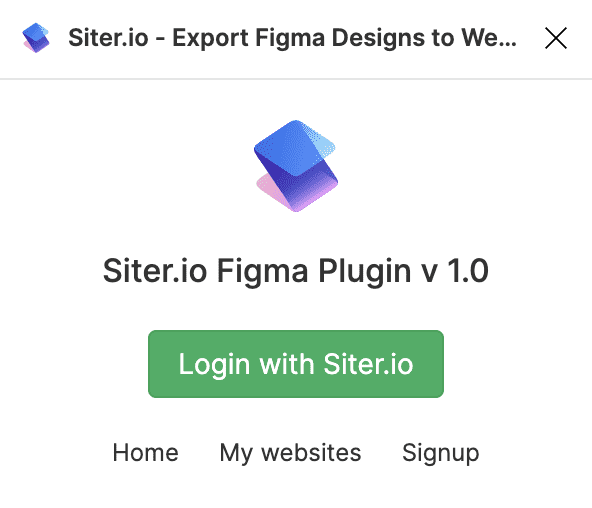 Siter.io - Export Figma Designs to We...
Siter.io Figma Plugin v 1.0
Login with Siter.io
Home My websites Signup